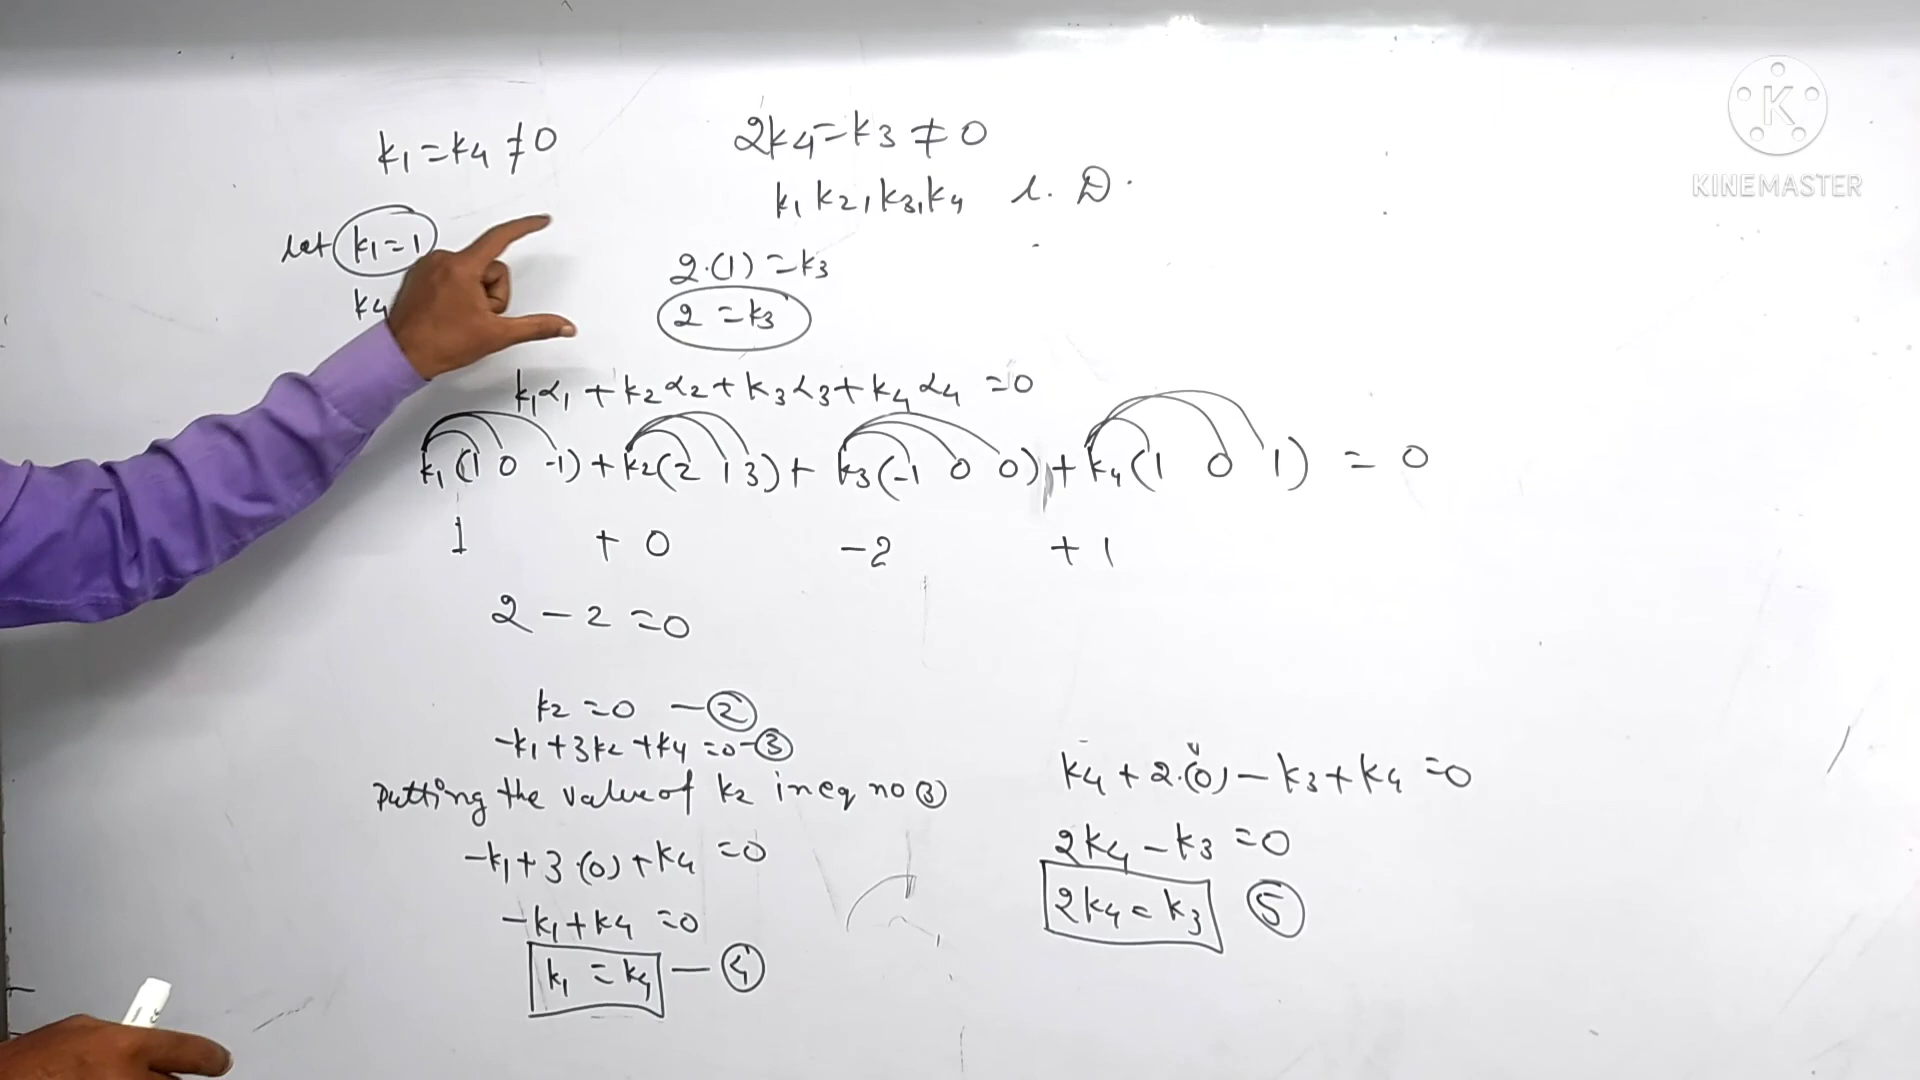 k₁ = k₄ ≠ 0
2k₄ = k₃ ≠ 0
k₁ k₂, k₃, k₄ L. D.
let k₁ = 1
k₄
2·(1) = k₃
2 = k₃
k₁α₁ + k₂α₂ + k₃α₃ + k₄α₄ = 0
k₁(1 0 -1) + k₂(2 1 3) + k₃(-1 0 0) + k₄(1 0 1) = 0
1 + 0 -2 + 1
2 - 2 = 0
k₂ = 0 — ②
-k₁ + 3k₂ + k₄ = 0 - ③
putting the value of k₂ in eq no ③
-k₁ + 3·(0) + k₄ = 0
-k₁ + k₄ = 0
k₁ = k₄ — ④
k₄ + 2·(0) - k₃ + k₄ = 0
2k₄ - k₃ = 0
2k₄ = k₃ ⑤
K
KINEMASTER